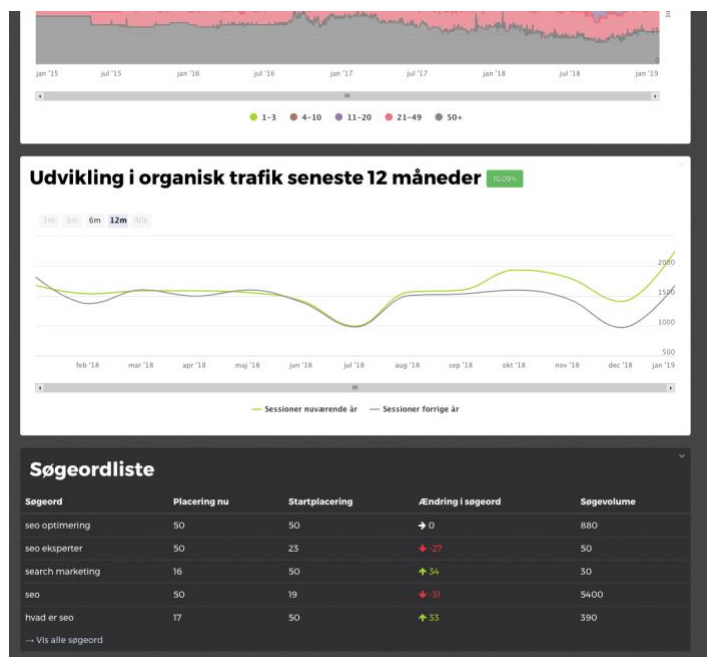 25
0
jan '15 jul '15 jan '16 jul '16 jan '17 jul '17 jan '18 jul '18 jan '19
1-3 4-10 11-20 21-49 50+
Udvikling i organisk trafik seneste 12 måneder 10,09%
1m 3m 6m 12m Alle
2000
1500
1000
500
feb '18 mar '18 apr '18 maj '18 jun '18 jul '18 aug '18 sep '18 okt '18 nov '18 dec '18 jan '19
Sessioner nuværende år Sessioner forrige år
Søgeordliste
Søgeord Placering nu Startplacering Ændring i søgeord Søgevolume
seo optimering 50 50 → 0 880
seo eksperter 50 23 ↓ -27 50
search marketing 16 50 ↑ 34 30
seo 50 19 ↓ -31 5400
hvad er seo 17 50 ↑ 33 390
→ Vis alle søgeord